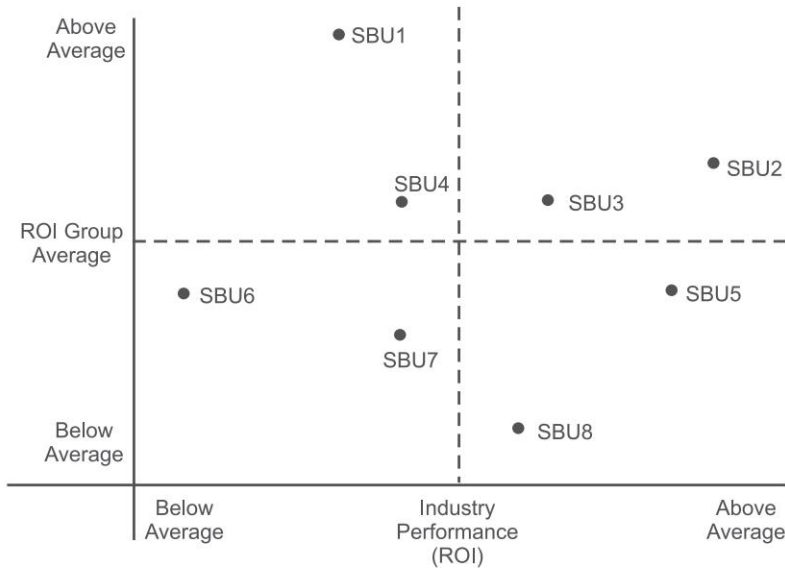 Above
Average
SBU1
SBU2
SBU4
SBU3
ROI Group
Average
SBU6
SBU5
SBU7
Below
Average
SBU8
Below
Average
Industry
Performance
(ROI)
Above
Average